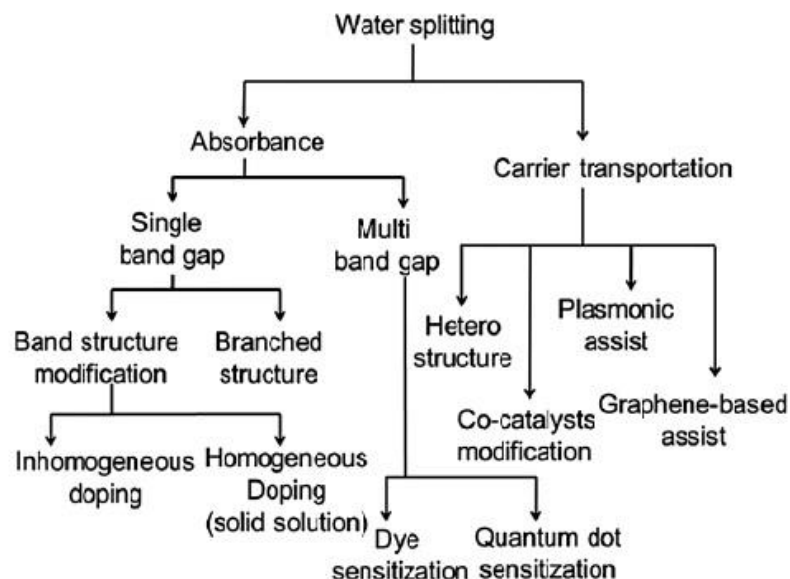 Water splitting
Absorbance
Carrier transportation
Single
band gap
Multi
band gap
Hetero
structure
Plasmonic
assist
Band structure
modification
Branched
structure
Co-catalysts
modification
Graphene-based
assist
Inhomogeneous
doping
Homogeneous
Doping
(solid solution)
Dye
sensitization
Quantum dot
sensitization